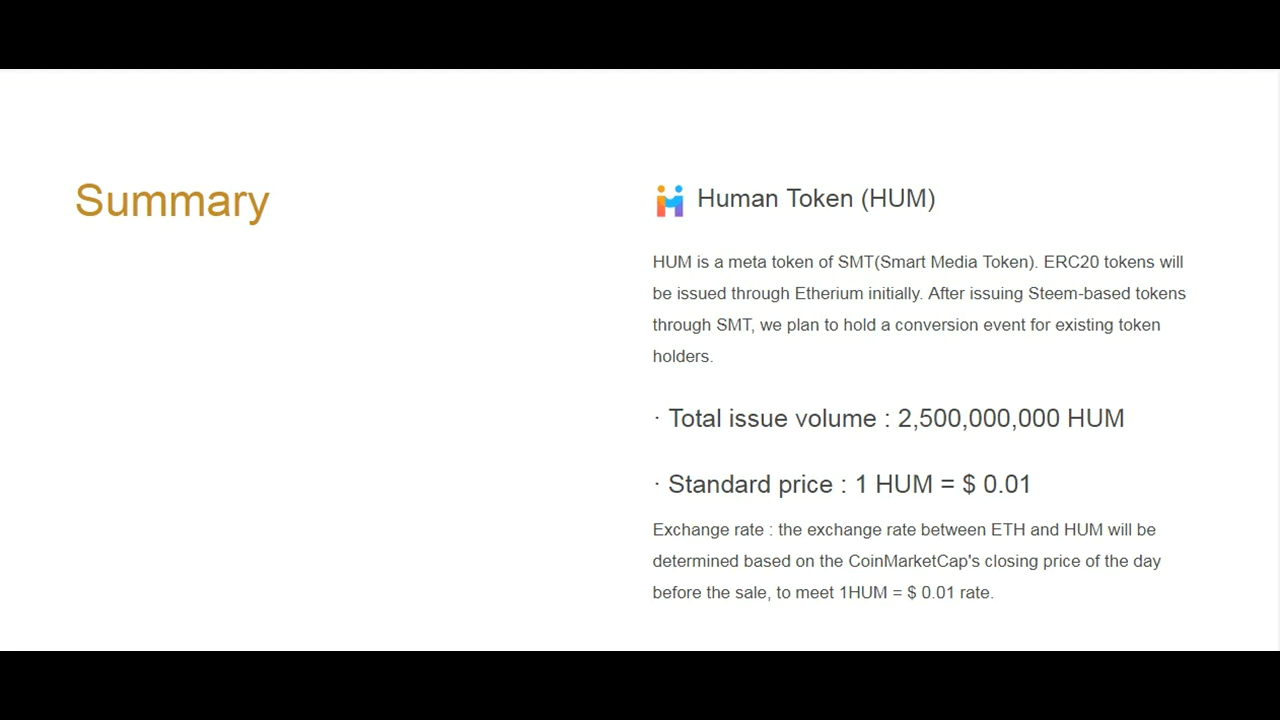 Summary
Human Token (HUM)
HUM is a meta token of SMT(Smart Media Token). ERC20 tokens will
be issued through Etherium initially. After issuing Steem-based tokens
through SMT, we plan to hold a conversion event for existing token
holders.
· Total issue volume : 2,500,000,000 HUM
· Standard price : 1 HUM = $ 0.01
Exchange rate : the exchange rate between ETH and HUM will be
determined based on the CoinMarketCap's closing price of the day
before the sale, to meet 1HUM = $ 0.01 rate.